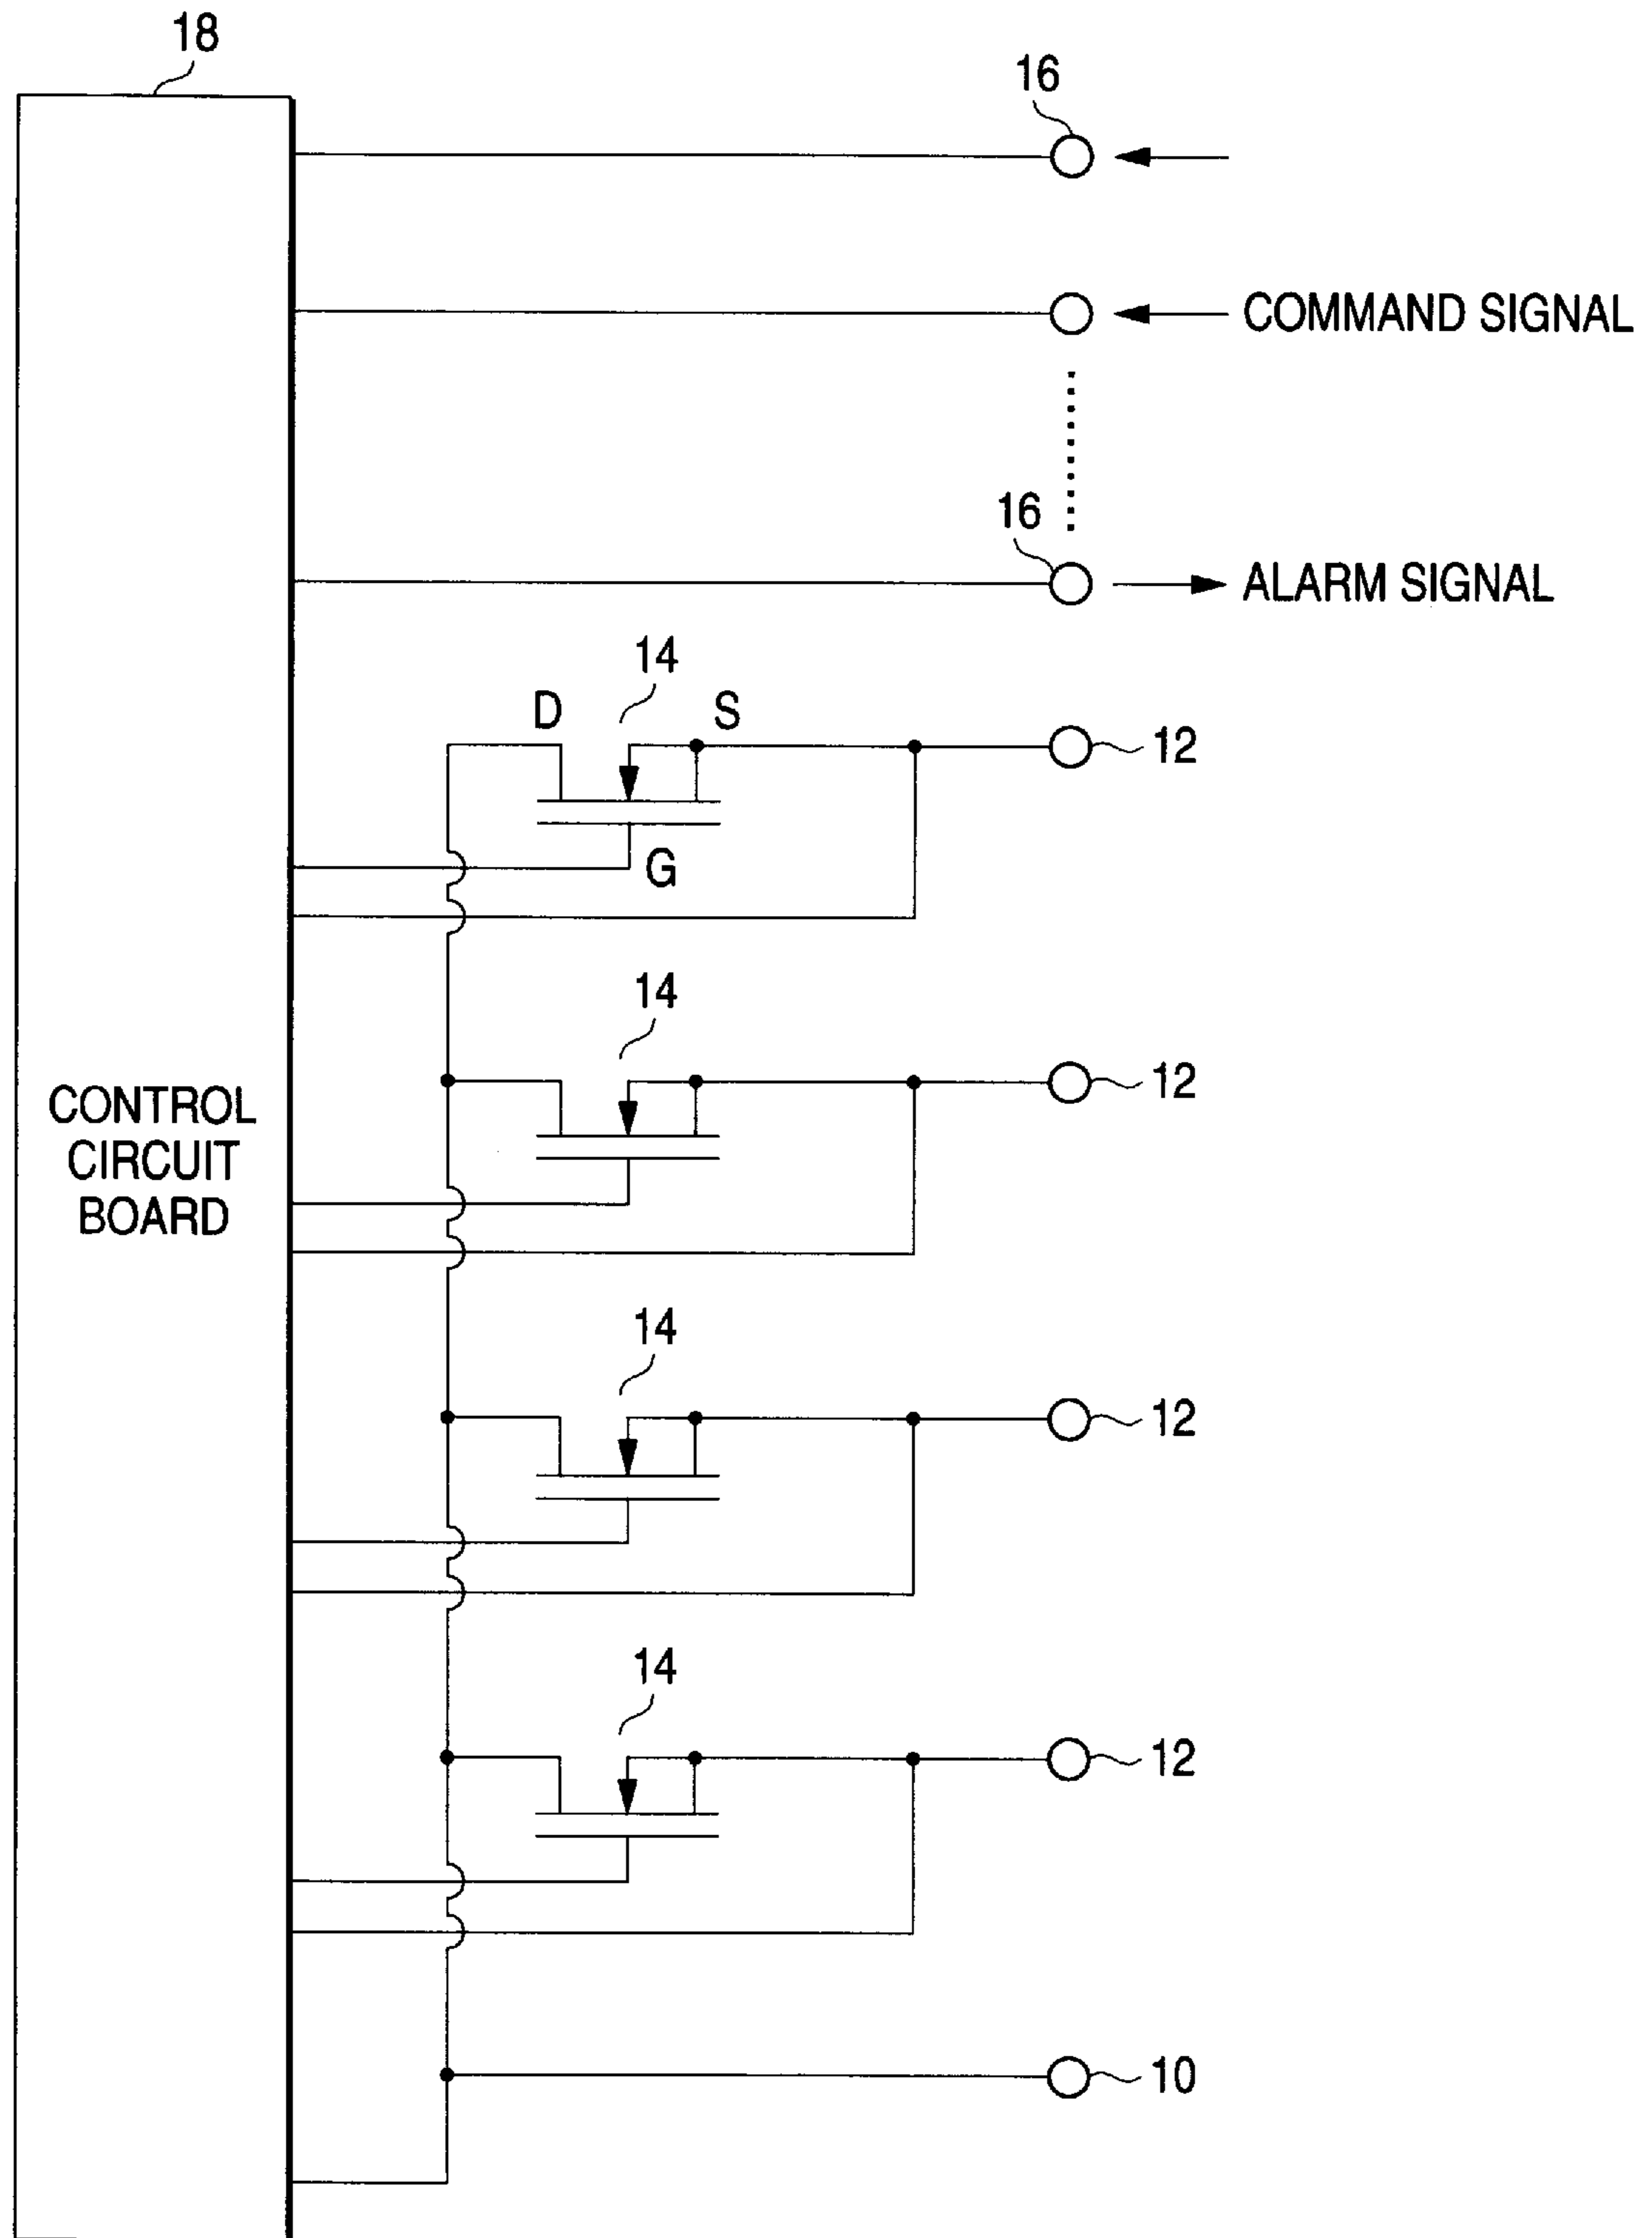 18
16
COMMAND SIGNAL
16
ALARM SIGNAL
14
D
S
12
G
14
12
CONTROL
CIRCUIT
BOARD
14
12
14
12
10